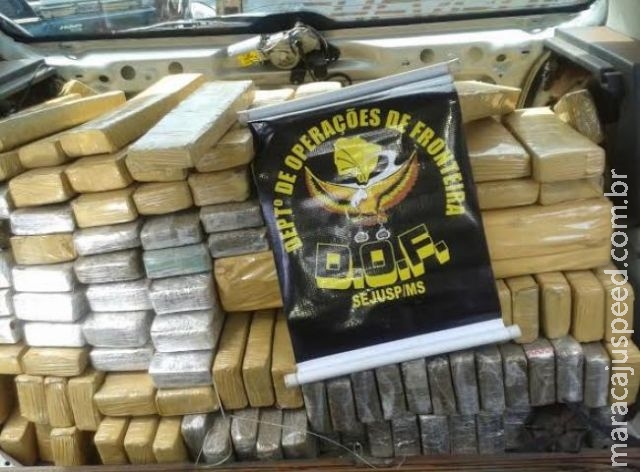 DEPTº DE OPERAÇÕES DE FRONTEIRA
D.O.F.
SEJUSP/MS
maracajuspeed.com.br